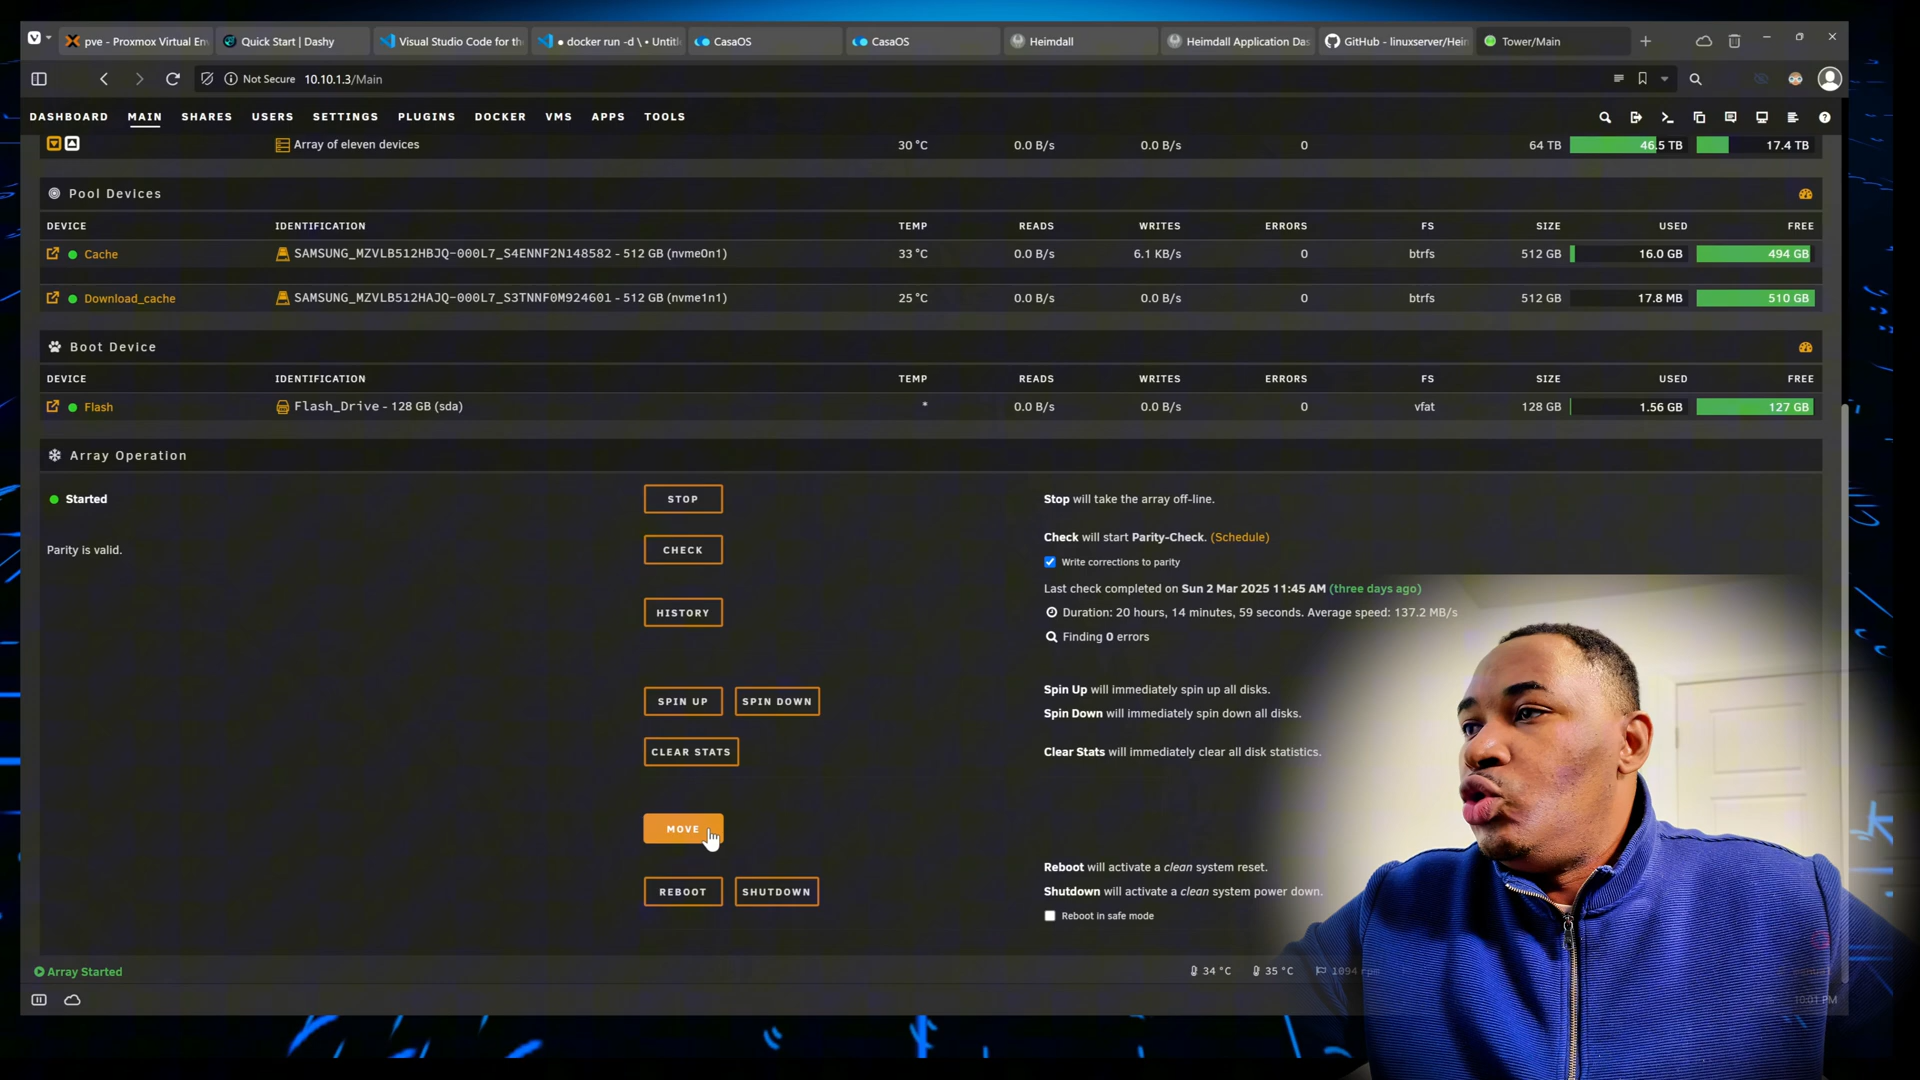 pve - Proxmox Virtual En
Quick Start | Dashy
Visual Studio Code for th
● docker run -d \ • Untitl
CasaOS
CasaOS
Heimdall
Heimdall Application Das
GitHub - linuxserver/Hein
Tower/Main
Not Secure 10.10.1.3/Main
DASHBOARD MAIN SHARES USERS SETTINGS PLUGINS DOCKER VMS APPS TOOLS
Array of eleven devices 30 °C 0.0 B/s 0.0 B/s 0 64 TB 46.5 TB 17.4 TB
Pool Devices
DEVICE IDENTIFICATION TEMP READS WRITES ERRORS FS SIZE USED FREE
Cache SAMSUNG_MZVLB512HBJQ-000L7_S4ENNF2N148582 - 512 GB (nvme0n1) 33 °C 0.0 B/s 6.1 KB/s 0 btrfs 512 GB 16.0 GB 494 GB
Download_cache SAMSUNG_MZVLB512HAJQ-000L7_S3TNNF0M924601 - 512 GB (nvme1n1) 25 °C 0.0 B/s 0.0 B/s 0 btrfs 512 GB 17.8 MB 510 GB
Boot Device
DEVICE IDENTIFICATION TEMP READS WRITES ERRORS FS SIZE USED FREE
Flash Flash_Drive - 128 GB (sda) * 0.0 B/s 0.0 B/s 0 vfat 128 GB 1.56 GB 127 GB
Array Operation
Started STOP Stop will take the array off-line.
Parity is valid. CHECK Check will start Parity-Check. (Schedule)
Write corrections to parity
Last check completed on Sun 2 Mar 2025 11:45 AM (three days ago)
HISTORY Duration: 20 hours, 14 minutes, 59 seconds. Average speed: 137.2 MB/s
Finding 0 errors
SPIN UP SPIN DOWN Spin Up will immediately spin up all disks.
Spin Down will immediately spin down all disks.
CLEAR STATS Clear Stats will immediately clear all disk statistics.
MOVE
REBOOT SHUTDOWN Reboot will activate a clean system reset.
Shutdown will activate a clean system power down.
Reboot in safe mode
Array Started 34 °C 35 °C 1094 rpm
10:01 PM